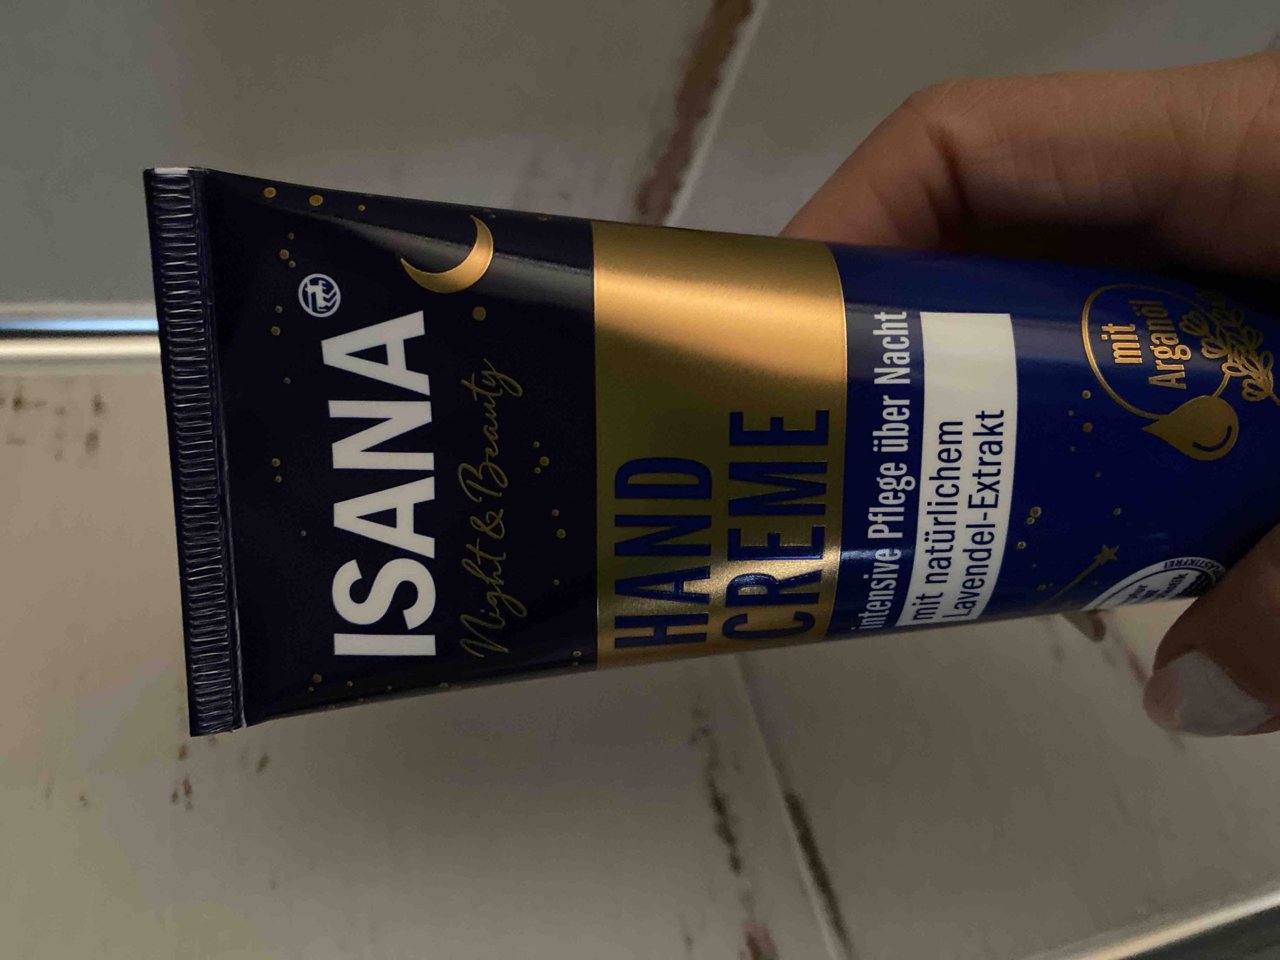 ISANA
Night & Beauty
HAND
CREME
intensive Pflege über Nacht
mit natürlichem
Lavendel-Extrakt
mit
Arganöl